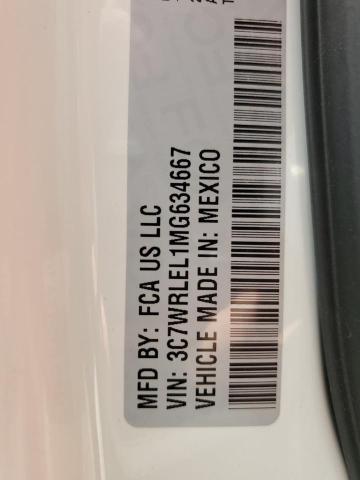 MFD BY: FCA US LLC
VIN: 3C7WRLEL1MG634667
VEHICLE MADE IN: MEXICO